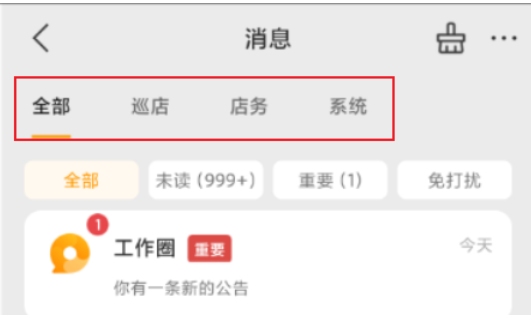 消息
全部 巡店 店务 系统
全部 未读 (999+) 重要 (1) 免打扰
1
工作圈 重要 今天
你有一条新的公告